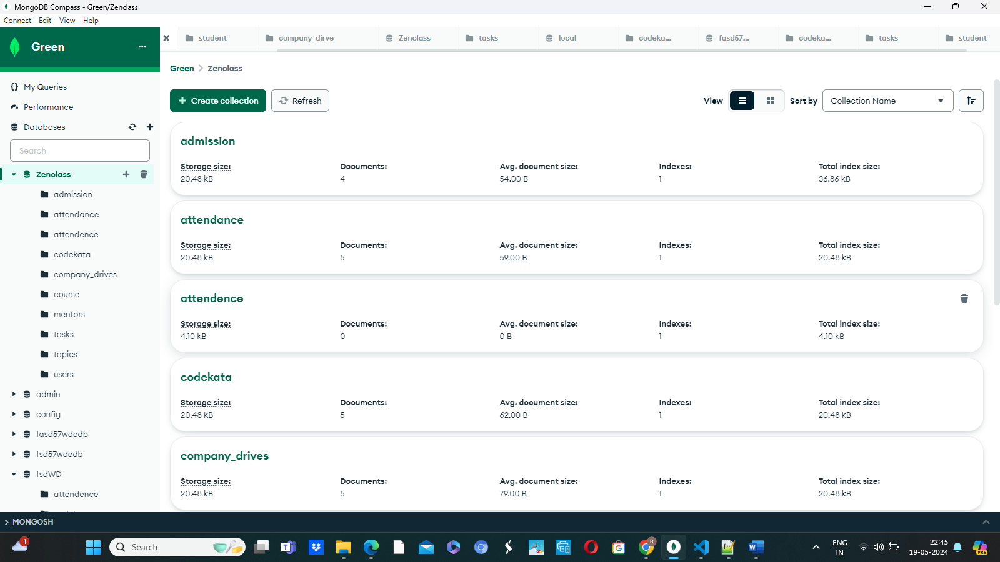 MongoDB Compass - Green/Zenclass
Connect Edit View Help
Green
...
student
company_dirve
Zenclass
tasks
local
codeka...
fasd57...
codeka...
tasks
student
My Queries
Performance
Databases
Search
Zenclass
admission
attendance
attendence
codekata
company_drives
course
mentors
tasks
topics
users
admin
config
fasd57wdedb
fsd57wdedb
fsdWD
attendence
Green > Zenclass
+ Create collection
Refresh
View
Sort by
Collection Name
admission
Storage size: Documents: Avg. document size: Indexes: Total index size:
20.48 kB 4 54.00 B 1 36.86 kB
attendance
Storage size: Documents: Avg. document size: Indexes: Total index size:
20.48 kB 5 59.00 B 1 20.48 kB
attendence
Storage size: Documents: Avg. document size: Indexes: Total index size:
4.10 kB 0 0 B 1 4.10 kB
codekata
Storage size: Documents: Avg. document size: Indexes: Total index size:
20.48 kB 5 62.00 B 1 20.48 kB
company_drives
Storage size: Documents: Avg. document size: Indexes: Total index size:
20.48 kB 5 79.00 B 1 20.48 kB
>_MONGOSH
1
Search
R
ENG
IN
22:45
19-05-2024
PRE